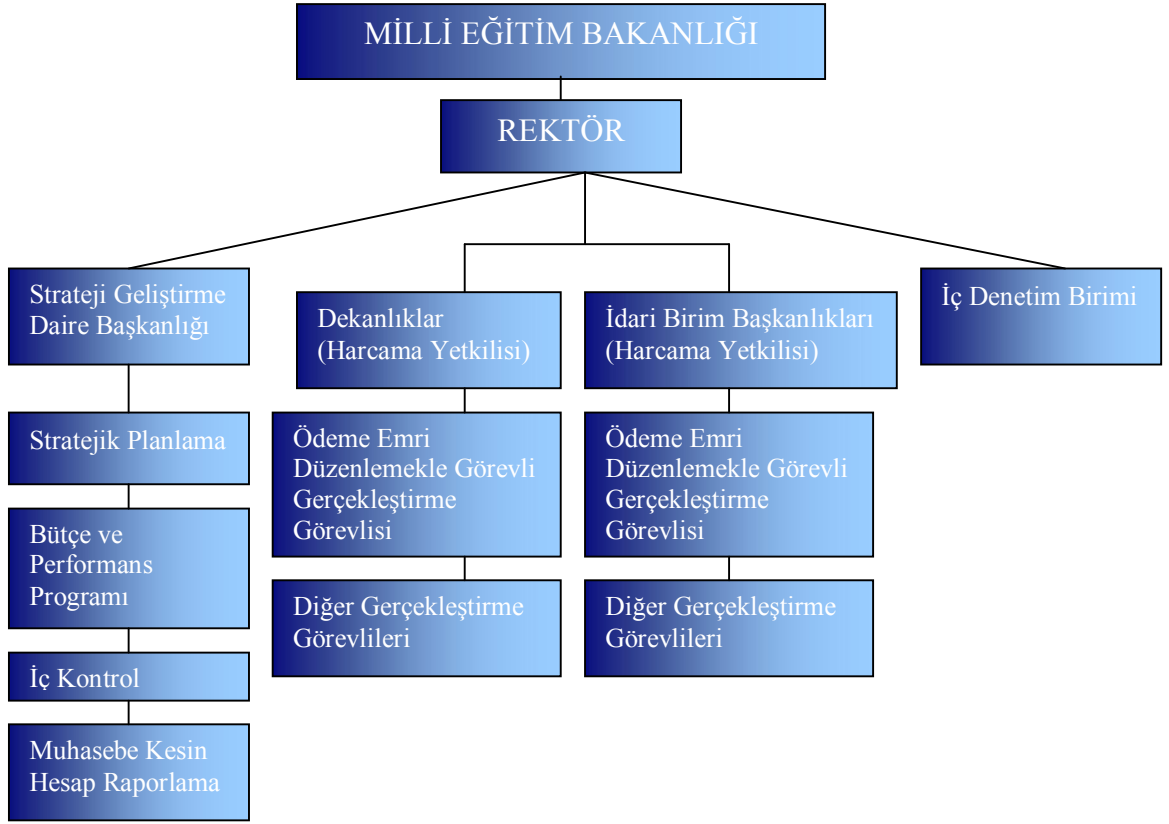 MİLLİ EĞİTİM BAKANLIĞI
REKTÖR
Strateji Geliştirme
Daire Başkanlığı
Dekanlıklar
(Harcama Yetkilisi)
İdari Birim Başkanlıkları
(Harcama Yetkilisi)
İç Denetim Birimi
Stratejik Planlama
Bütçe ve
Performans
Programı
İç Kontrol
Muhasebe Kesin
Hesap Raporlama
Ödeme Emri
Düzenlemekle Görevli
Gerçekleştirme
Görevlisi
Diğer Gerçekleştirme
Görevlileri
Ödeme Emri
Düzenlemekle Görevli
Gerçekleştirme
Görevlisi
Diğer Gerçekleştirme
Görevlileri